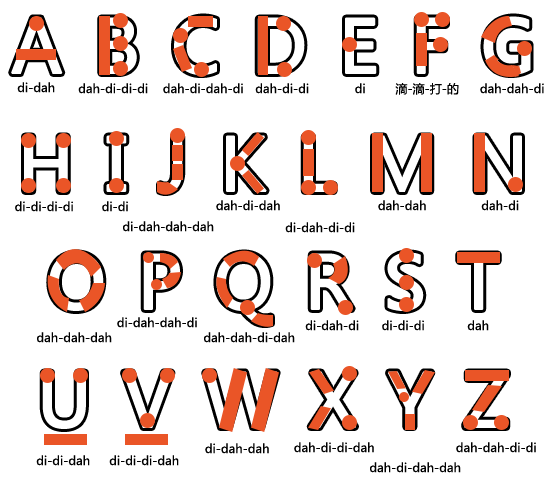 A B C D E F G
di-dah dah-di-di-di dah-di-dah-di dah-di-di di 滴-滴-打-的 dah-dah-di
H I J K L M N
di-di-di-di di-di di-dah-dah-dah dah-di-dah di-dah-di-di dah-dah dah-di
O P Q R S T
dah-dah-dah di-dah-dah-di dah-dah-di-dah di-dah-di di-di-di dah
U V W X Y Z
di-di-dah di-di-di-dah di-dah-dah dah-di-di-dah dah-di-dah-dah dah-dah-di-di